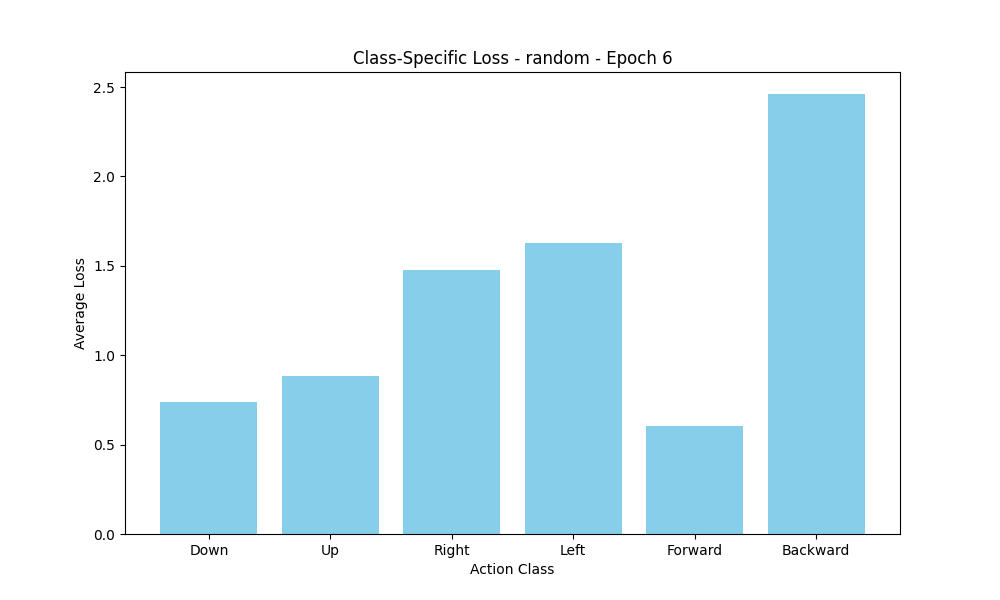 Class-Specific Loss - random - Epoch 6
2.5
2.0
1.5
1.0
0.5
0.0
Average Loss
Down Up Right Left Forward Backward
Action Class